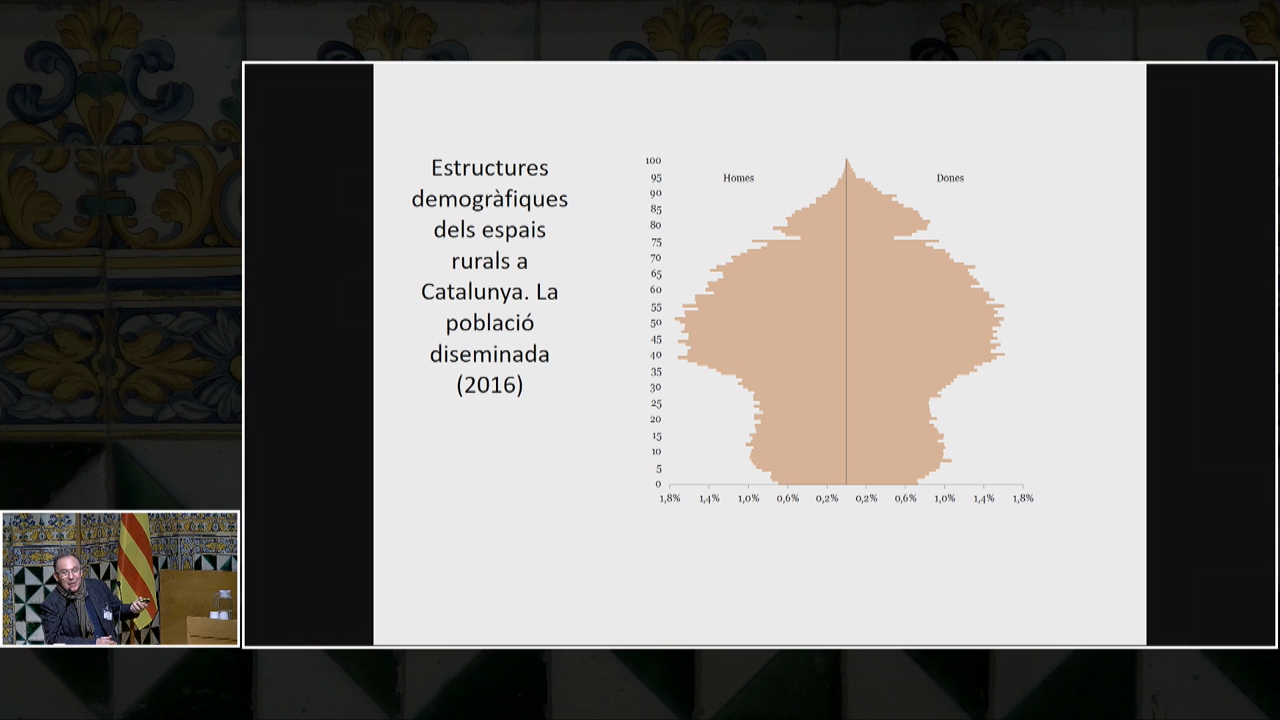 Estructures
demogràfiques
dels espais
rurals a
Catalunya. La
població
diseminada
(2016)
Homes
Dones
100
95
90
85
80
75
70
65
60
55
50
45
40
35
30
25
20
15
10
5
0
1,8% 1,4% 1,0% 0,6% 0,2% 0,2% 0,6% 1,0% 1,4% 1,8%